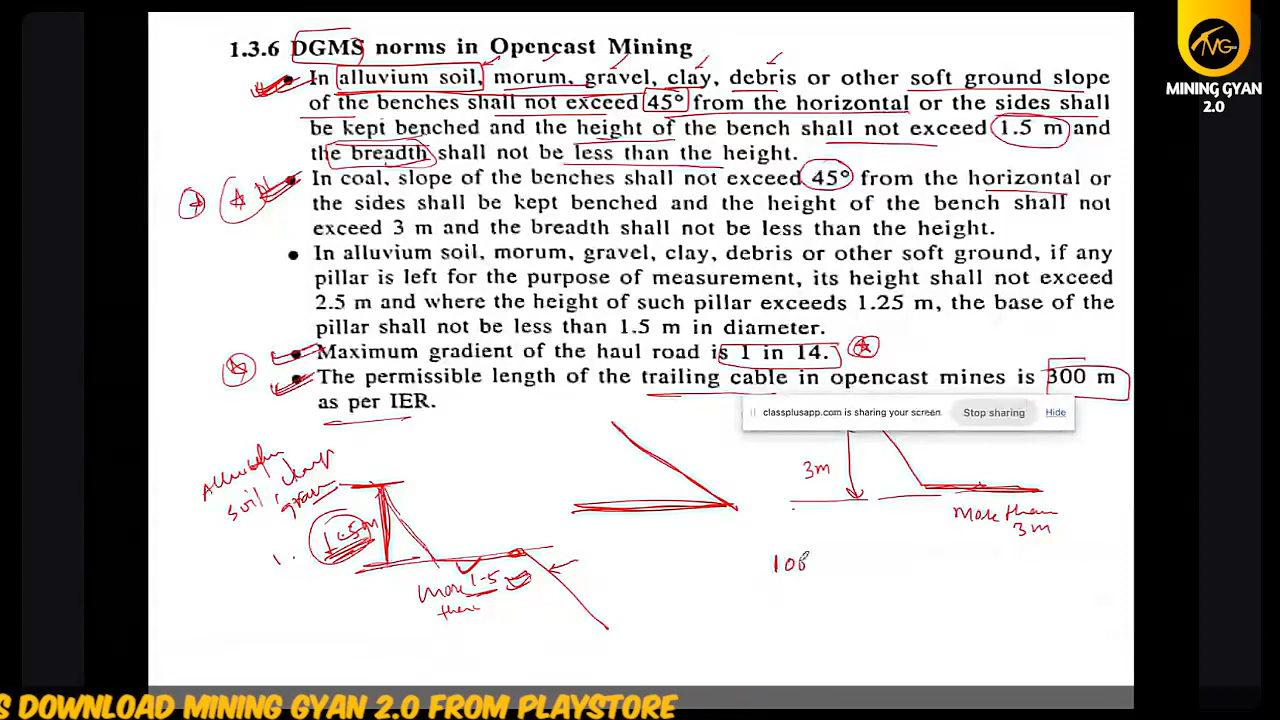 1.3.6 DGMS norms in Opencast Mining
In alluvium soil, morum, gravel, clay, debris or other soft ground slope
of the benches shall not exceed 45° from the horizontal or the sides shall
be kept benched and the height of the bench shall not exceed 1.5 m and
the breadth shall not be less than the height.
In coal, slope of the benches shall not exceed 45° from the horizontal or
the sides shall be kept benched and the height of the bench shall not
exceed 3 m and the breadth shall not be less than the height.
In alluvium soil, morum, gravel, clay, debris or other soft ground, if any
pillar is left for the purpose of measurement, its height shall not exceed
2.5 m and where the height of such pillar exceeds 1.25 m, the base of the
pillar shall not be less than 1.5 m in diameter.
Maximum gradient of the haul road is 1 in 14.
The permissible length of the trailing cable in opencast mines is 300 m
as per IER.
MINING GYAN
2.0
classplusapp.com is sharing your screen. Stop sharing Hide
soil
1.5m
More 1.5
than
3m
More than
3m
108
S DOWNLOAD MINING GYAN 2.0 FROM PLAYSTORE